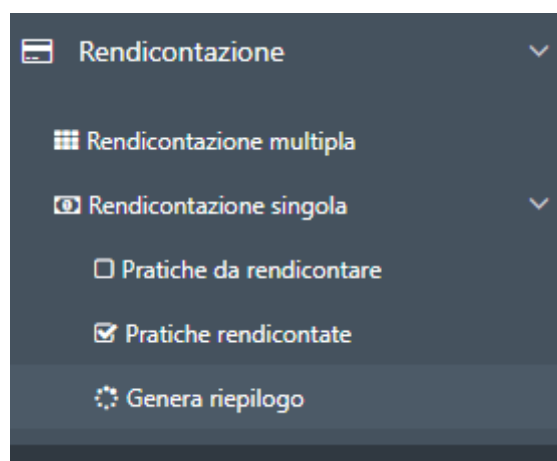 Rendicontazione
Rendicontazione multipla
Rendicontazione singola
Pratiche da rendicontare
Pratiche rendicontate
Genera riepilogo